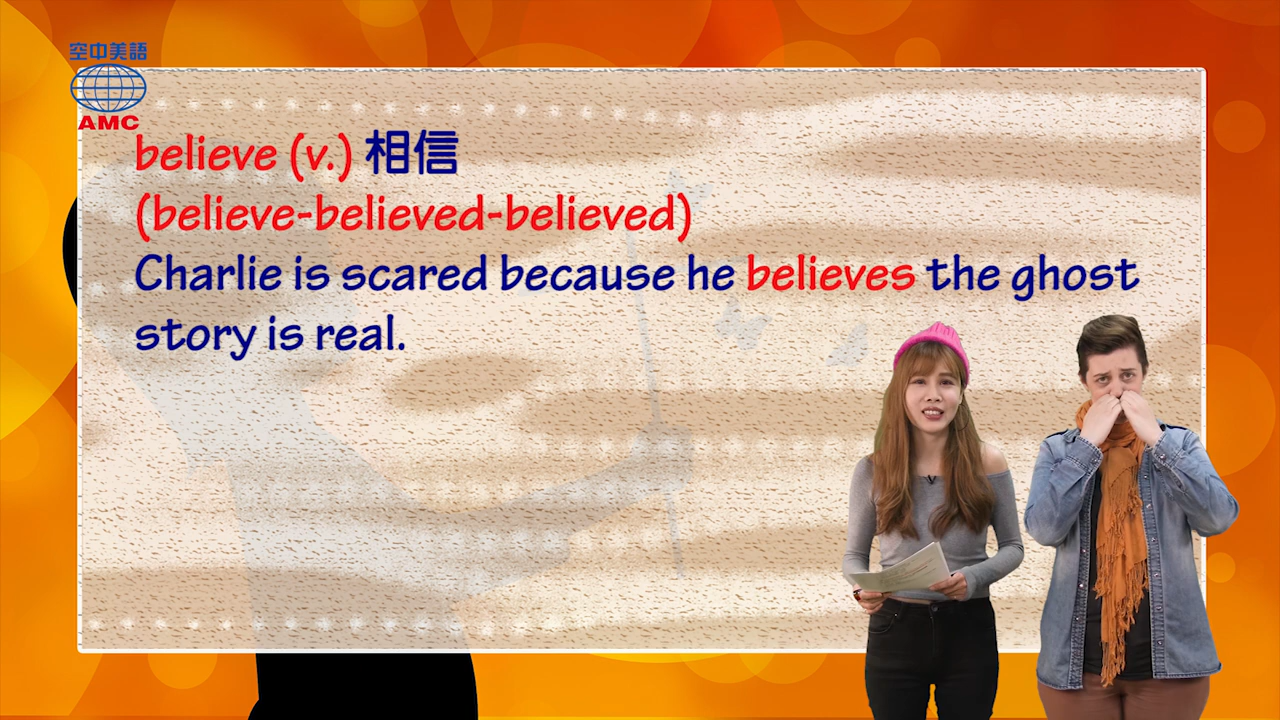 空中美語
AMC
believe (v.) 相信
(believe-believed-believed)
Charlie is scared because he believes the ghost
story is real.